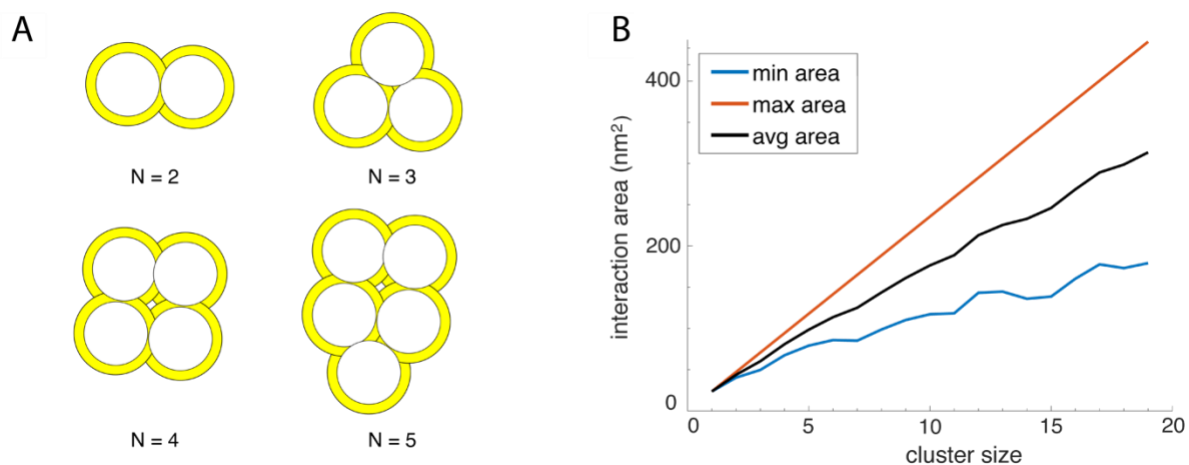 A
N = 2
N = 3
N = 4
N = 5
B
min area
max area
avg area
interaction area (nm²)
400
200
0
0
5
10
15
20
cluster size